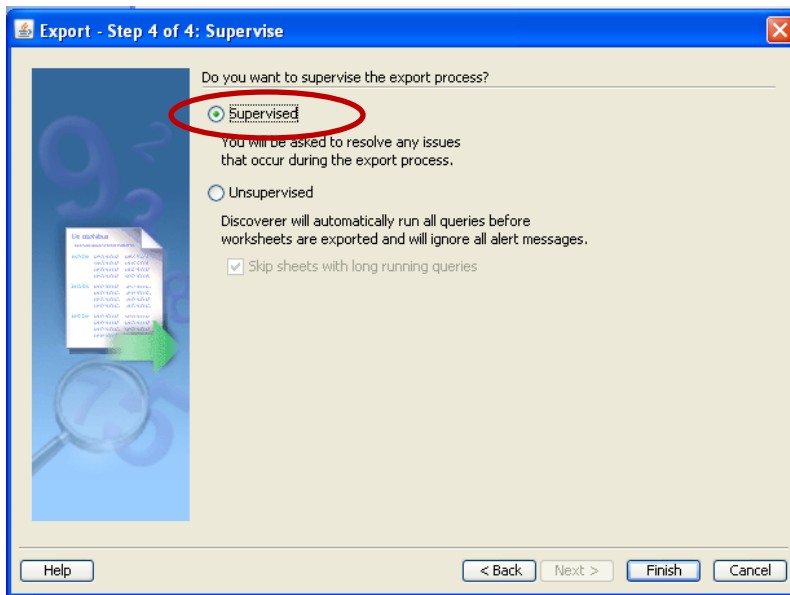 Export - Step 4 of 4: Supervise
Do you want to supervise the export process?
Supervised
You will be asked to resolve any issues
that occur during the export process.
Unsupervised
Discoverer will automatically run all queries before
worksheets are exported and will ignore all alert messages.
Skip sheets with long running queries
Help
< Back
Next >
Finish
Cancel